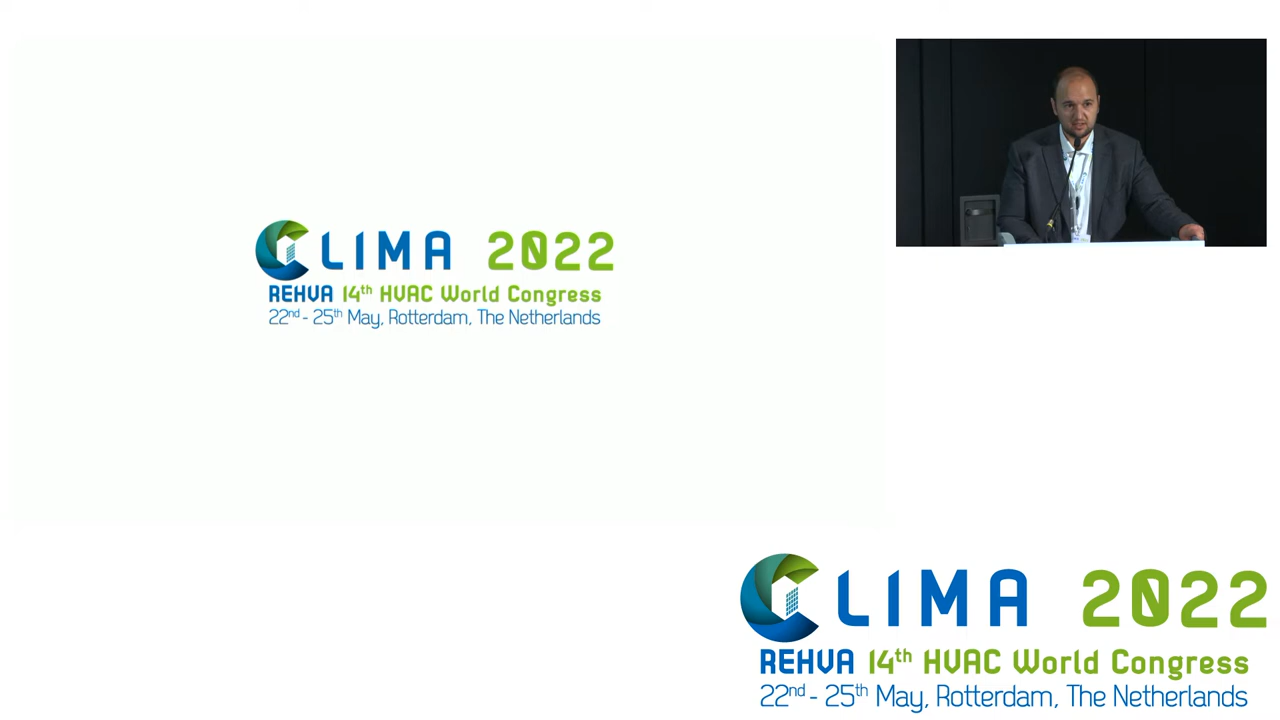 CLIMA 2022
REHVA 14th HVAC World Congress
22nd - 25th May, Rotterdam, The Netherlands
CLIMA 2022
REHVA 14th HVAC World Congress
22nd - 25th May, Rotterdam, The Netherlands